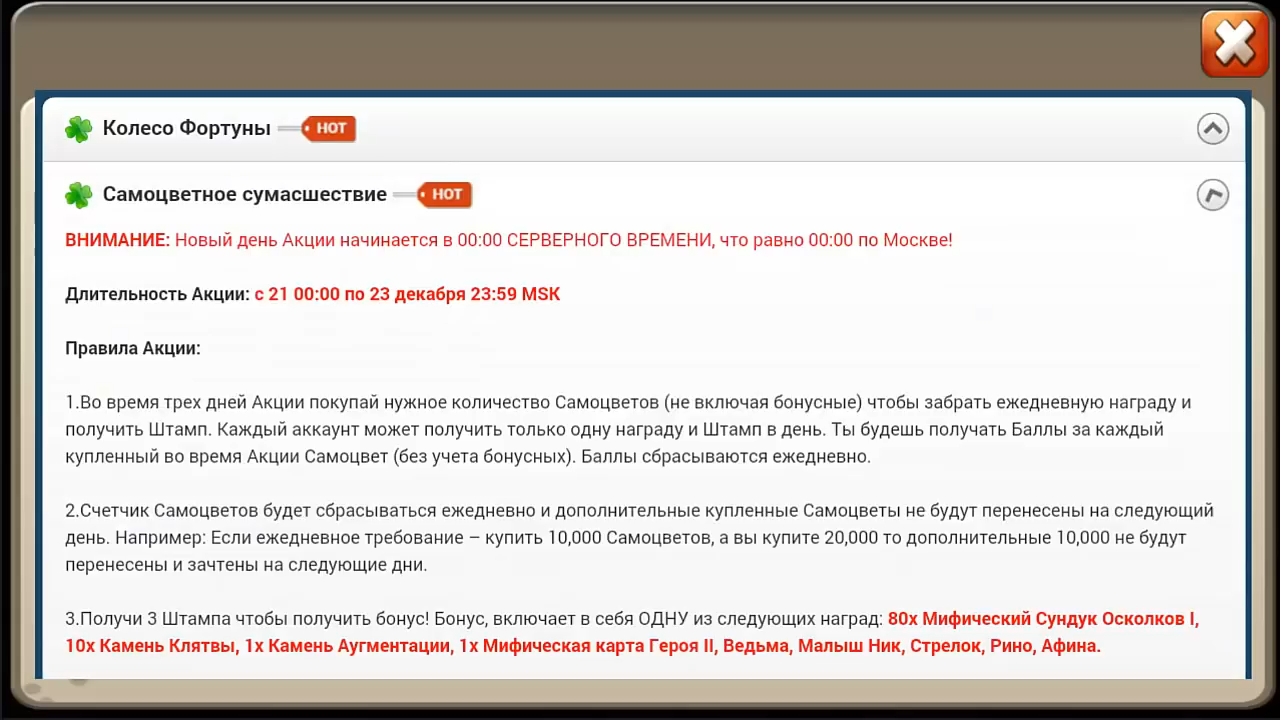 Колесо Фортуны HOT
Самоцветное сумасшествие HOT
ВНИМАНИЕ: Новый день Акции начинается в 00:00 СЕРВЕРНОГО ВРЕМЕНИ, что равно 00:00 по Москве!
Длительность Акции: с 21 00:00 по 23 декабря 23:59 MSK
Правила Акции:
1.Во время трех дней Акции покупай нужное количество Самоцветов (не включая бонусные) чтобы забрать ежедневную награду и
получить Штамп. Каждый аккаунт может получить только одну награду и Штамп в день. Ты будешь получать Баллы за каждый
купленный во время Акции Самоцвет (без учета бонусных). Баллы сбрасываются ежедневно.
2.Счетчик Самоцветов будет сбрасываться ежедневно и дополнительные купленные Самоцветы не будут перенесены на следующий
день. Например: Если ежедневное требование – купить 10,000 Самоцветов, а вы купите 20,000 то дополнительные 10,000 не будут
перенесены и зачтены на следующие дни.
3.Получи 3 Штампа чтобы получить бонус! Бонус, включает в себя ОДНУ из следующих наград: 80x Мифический Сундук Осколков I,
10x Камень Клятвы, 1x Камень Аугментации, 1x Мифическая карта Героя II, Ведьма, Малыш Ник, Стрелок, Рино, Афина.